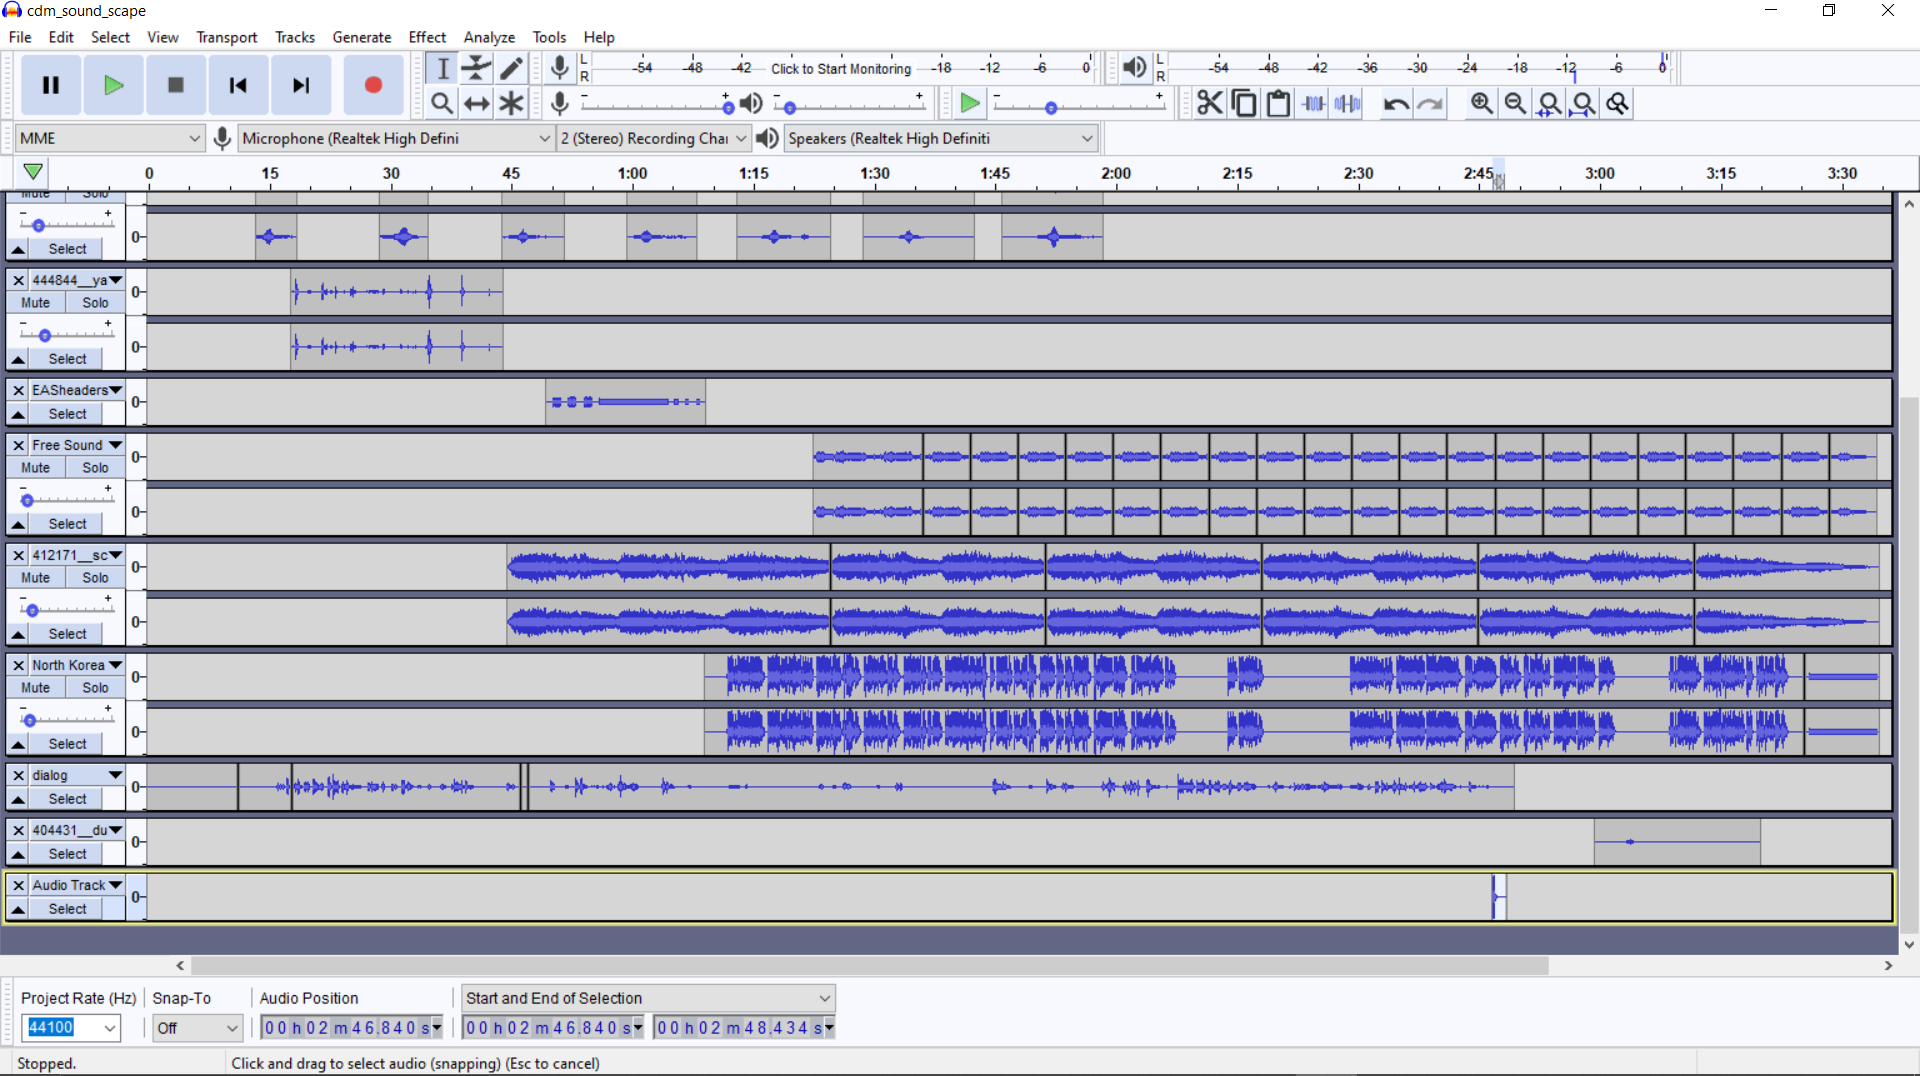 cdm_sound_scape
File Edit Select View Transport Tracks Generate Effect Analyze Tools Help
L R -54 -48 -42 Click to Start Monitoring -18 -12 -6 0 L R -54 -48 -42 -36 -30 -24 -18 -12 -6 0
- + - + - +
MME Microphone (Realtek High Defini 2 (Stereo) Recording Chai Speakers (Realtek High Definiti
0 15 30 45 1:00 1:15 1:30 1:45 2:00 2:15 2:30 2:45 3:00 3:15 3:30
Mute Solo
- + 0-
Select
444844__ya 0-
Mute Solo
- + 0-
Select
EASheaders 0-
Select
Free Sound 0-
Mute Solo
- + 0-
Select
412171__sc 0-
Mute Solo
- + 0-
Select
North Korea 0-
Mute Solo
- + 0-
Select
dialog 0-
Select
404431__du 0-
Select
Audio Track 0-
Select
Project Rate (Hz) Snap-To Audio Position Start and End of Selection
44100 Off 00 h 02 m 46.840 s 00 h 02 m 46.840 s 00 h 02 m 48.434 s
Stopped. Click and drag to select audio (snapping) (Esc to cancel)